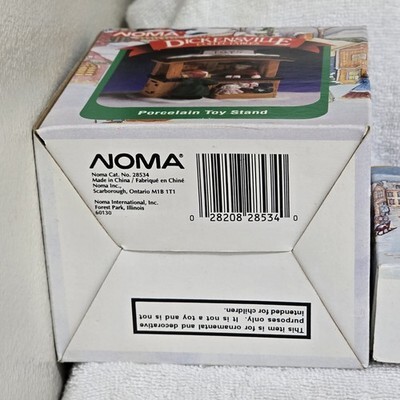 NOMA
DICKENSVILLE
Porcelain Toy Stand
NOMA®
Noma Cat. No. 28534
Made in China / Fabriqué en Chine
Noma Inc.,
Scarborough, Ontario M1B 1T1
Noma International, Inc.
Forest Park, Illinois
60130
0 28208 28534 0
This item is for ornamental and decorative
purposes only. It is not a toy and is not
intended for children.